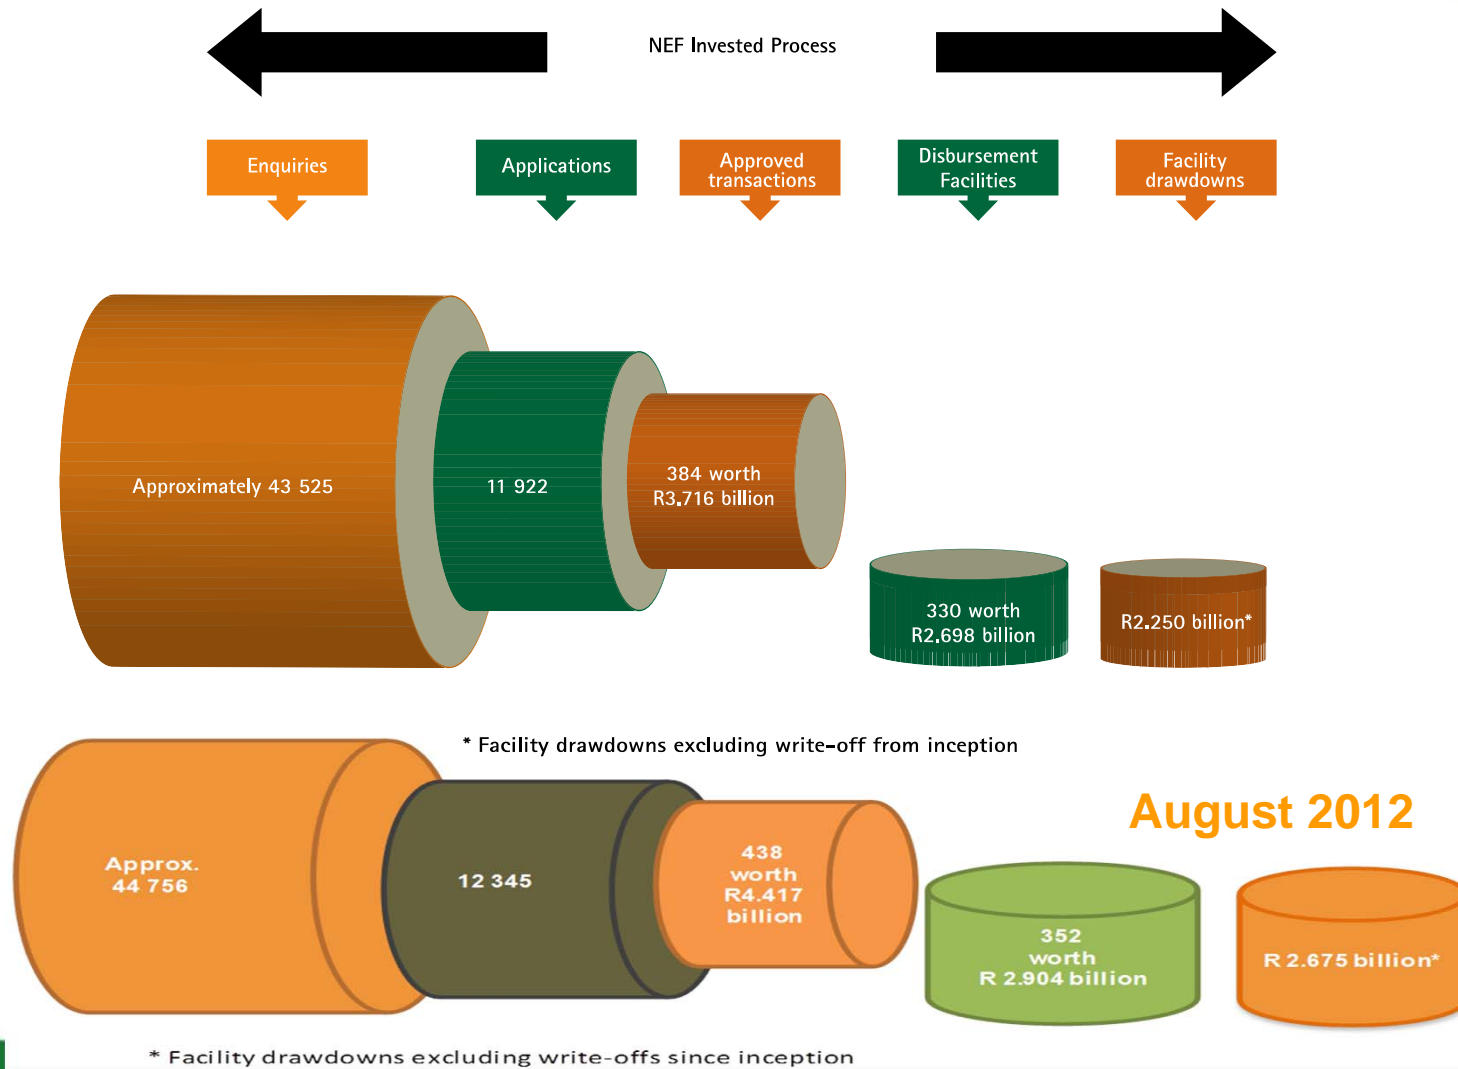 NEF Invested Process
Enquiries
Applications
Approved
transactions
Disbursement
Facilities
Facility
drawdowns
Approximately 43 525
11 922
384 worth
R3.716 billion
330 worth
R2.698 billion
R2.250 billion*
* Facility drawdowns excluding write-off from inception
August 2012
Approx.
44 756
12 345
438
worth
R4.417
billion
352
worth
R 2.904 billion
R 2.675 billion*
* Facility drawdowns excluding write-offs since inception